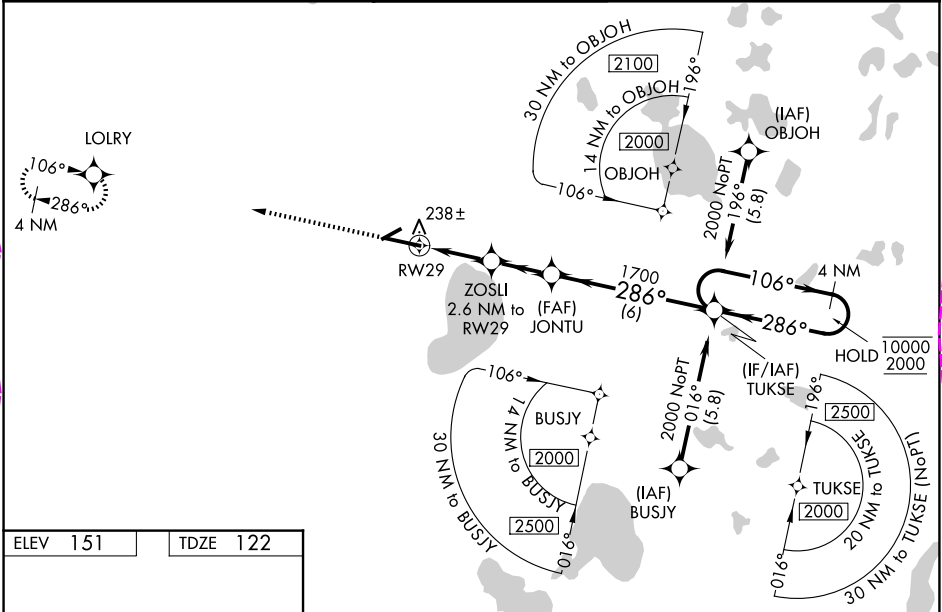 30 NM to OBJOH
2100
196°
14 NM to OBJOH
2000
OBJOH
106°
(IAF)
OBJOH
2000 NoPT
196°
(5.8)
LOLRY
106°
286°
4 NM
238±
RW29
ZOSLI
2.6 NM to
RW29
(FAF)
JONTU
1700
286°
(6)
106°
4 NM
286°
HOLD
10000
2000
(IF/IAF)
TUKSE
106°
BUSJY
14 NM to BUSJY
2000
30 NM to BUSJY
2500
016°
2000 NoPT
016°
(5.8)
(IAF)
BUSJY
196°
2500
TUKSE
20 NM to TUKSE
2000
30 NM to TUKSE (NoPT)
016°
ELEV 151
TDZE 122